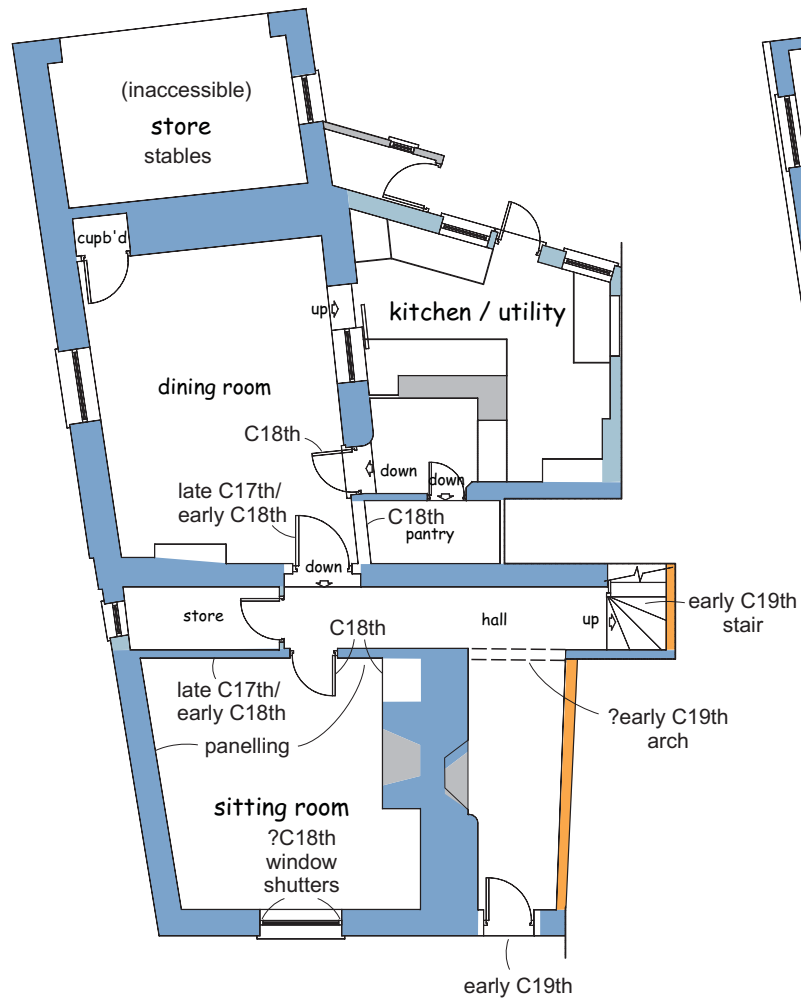 (inaccessible)
store
stables
cupb'd
up
kitchen / utility
dining room
C18th
down
down
late C17th/
early C18th
C18th
pantry
down
store
hall
up
early C19th
stair
C18th
late C17th/
early C18th
?early C19th
arch
panelling
sitting room
?C18th
window
shutters
early C19th